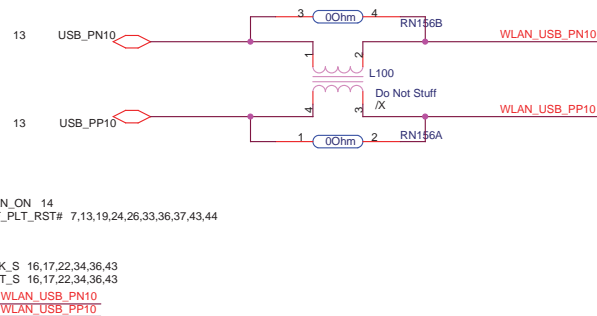 3 0Ohm 4
RN156B
13 USB_PN10
WLAN_USB_PN10
1 2
L100
Do Not Stuff
/X
4 3
13 USB_PP10
WLAN_USB_PP10
1 0Ohm 2
RN156A
N_ON 14
_PLT_RST# 7,13,19,24,26,33,36,37,43,44
K_S 16,17,22,34,36,43
T_S 16,17,22,34,36,43
WLAN_USB_PN10
WLAN_USB_PP10